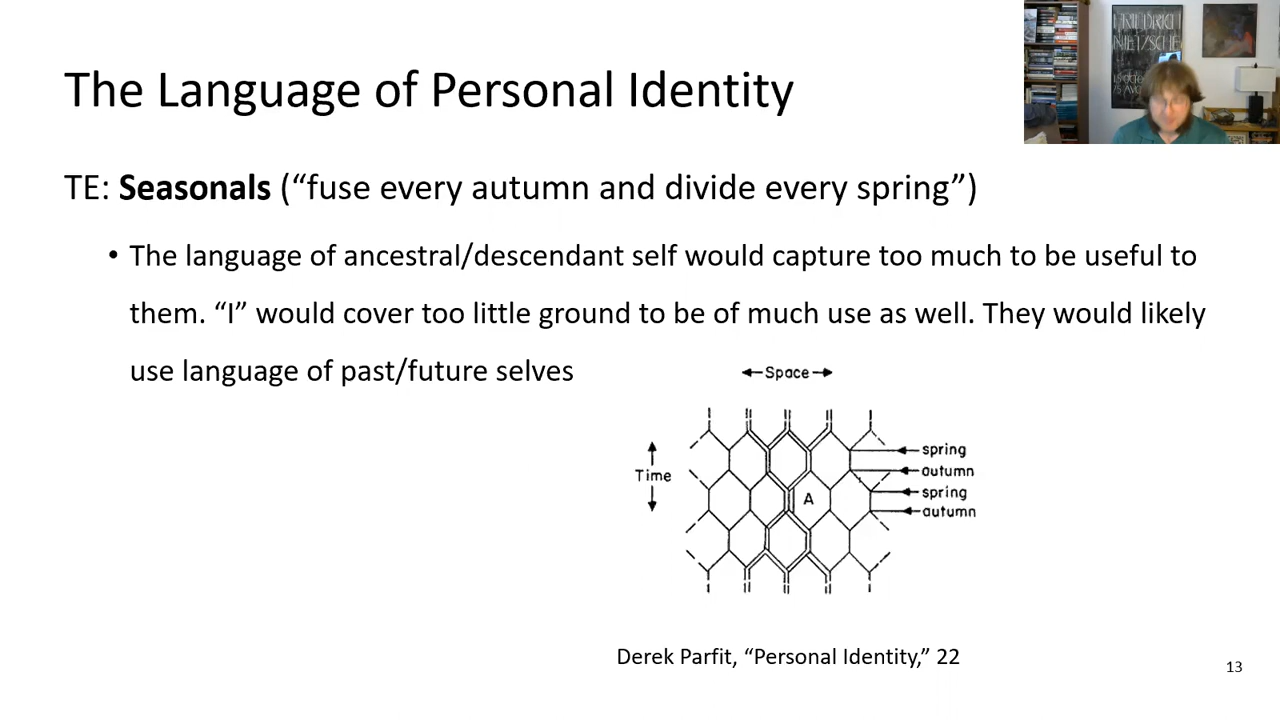 The Language of Personal Identity
FRIEDRICH
NIETZSCHE
TE: Seasonals (“fuse every autumn and divide every spring”)
• The language of ancestral/descendant self would capture too much to be useful to
them. “I” would cover too little ground to be of much use as well. They would likely
use language of past/future selves
Space
spring
autumn
Time
spring
A
autumn
Derek Parfit, “Personal Identity,” 22
13